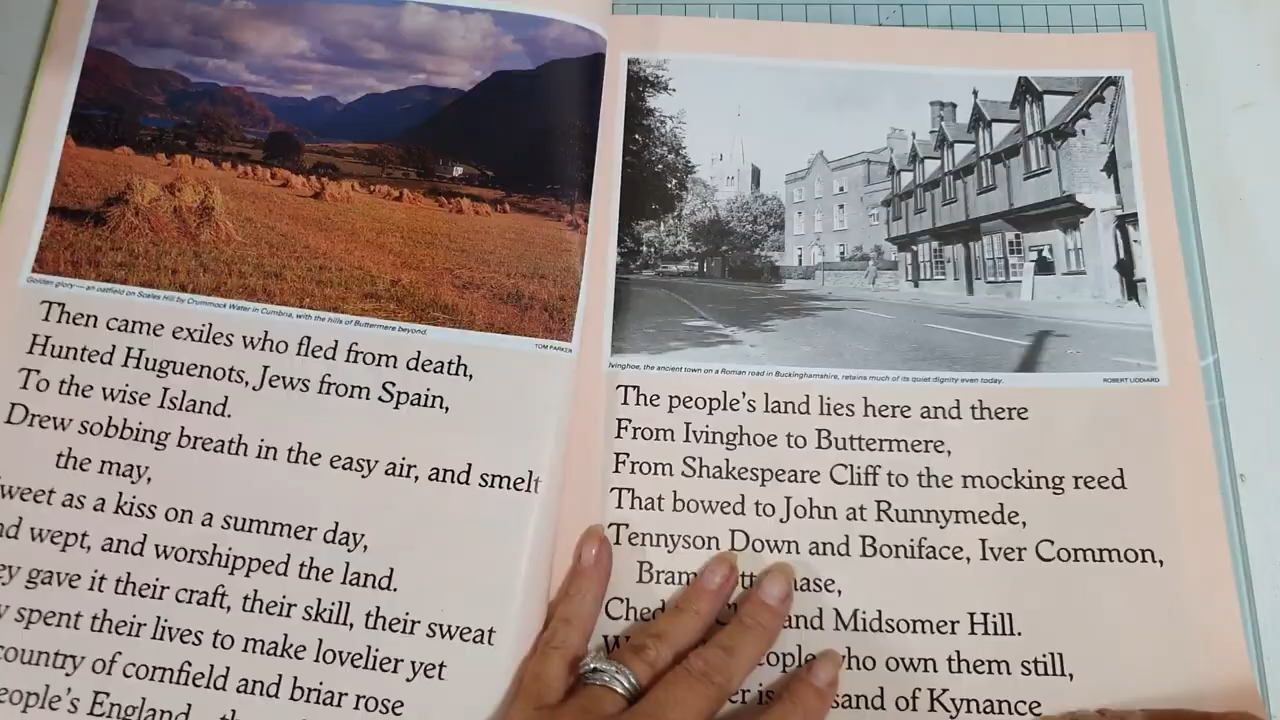 Golden glory — an oatfield on Scales Hill by Crummock Water in Cumbria, with the hills of Buttermere beyond.
TOM PARKER
Then came exiles who fled from death,
Hunted Huguenots, Jews from Spain,
To the wise Island.
Drew sobbing breath in the easy air, and smelt
the may,
weet as a kiss on a summer day,
nd wept, and worshipped the land.
ey gave it their craft, their skill, their sweat
y spent their lives to make lovelier yet
country of cornfield and briar rose
eople's England
Ivinghoe, the ancient town on a Roman road in Buckinghamshire, retains much of its quiet dignity even today.
ROBERT LIDDIARD
The people's land lies here and there
From Ivinghoe to Buttermere,
From Shakespeare Cliff to the mocking reed
That bowed to John at Runnymede,
Tennyson Down and Boniface, Iver Common,
Bram tt hase,
Ched and Midsomer Hill.
W eople who own them still,
er is sand of Kynance